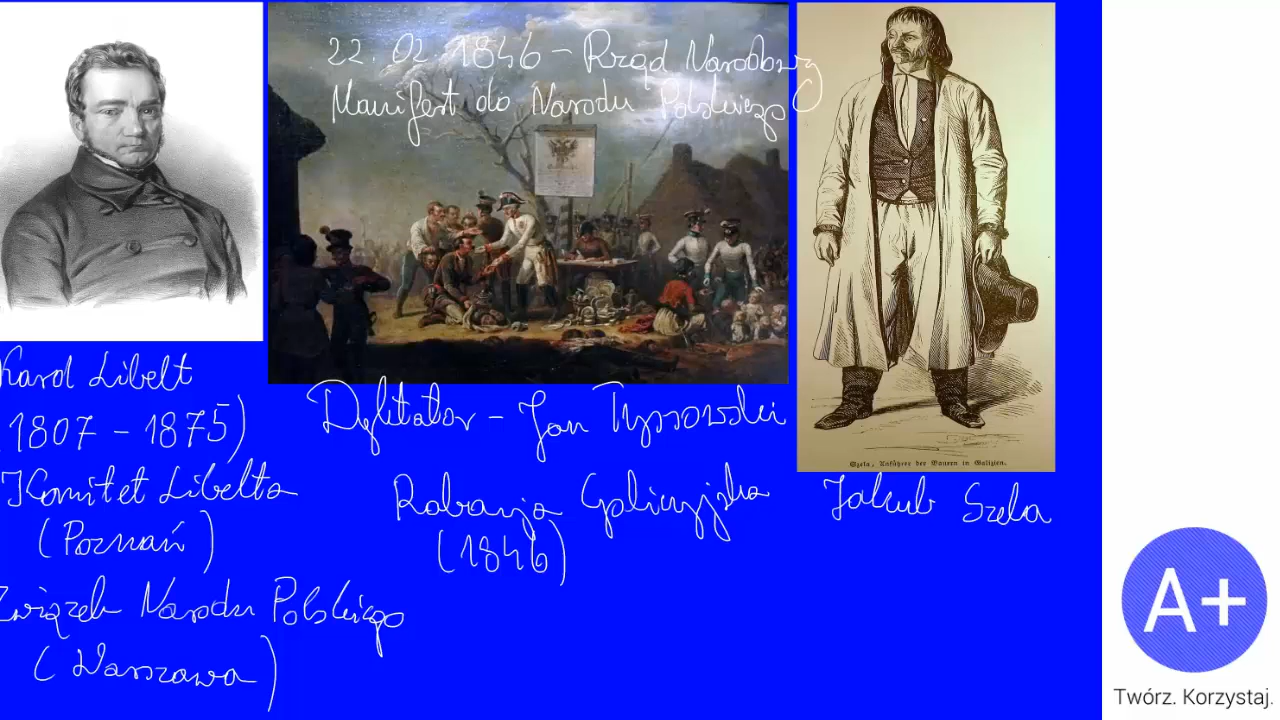 22. 02. 1846 – Rząd Narodowy
Manifest do Narodu Polskiego
Karol Libelt
(1807 – 1875)
Komitet Libelta
(Poznań)
Związek Narodu Polskiego
(Warszawa)
Dyktator – Jan Tyssowski
Rabacja Galicyjska
(1846)
Szela, Anführer der Bauern in Galizien.
Jakub Szela
A+
Twórz. Korzystaj.